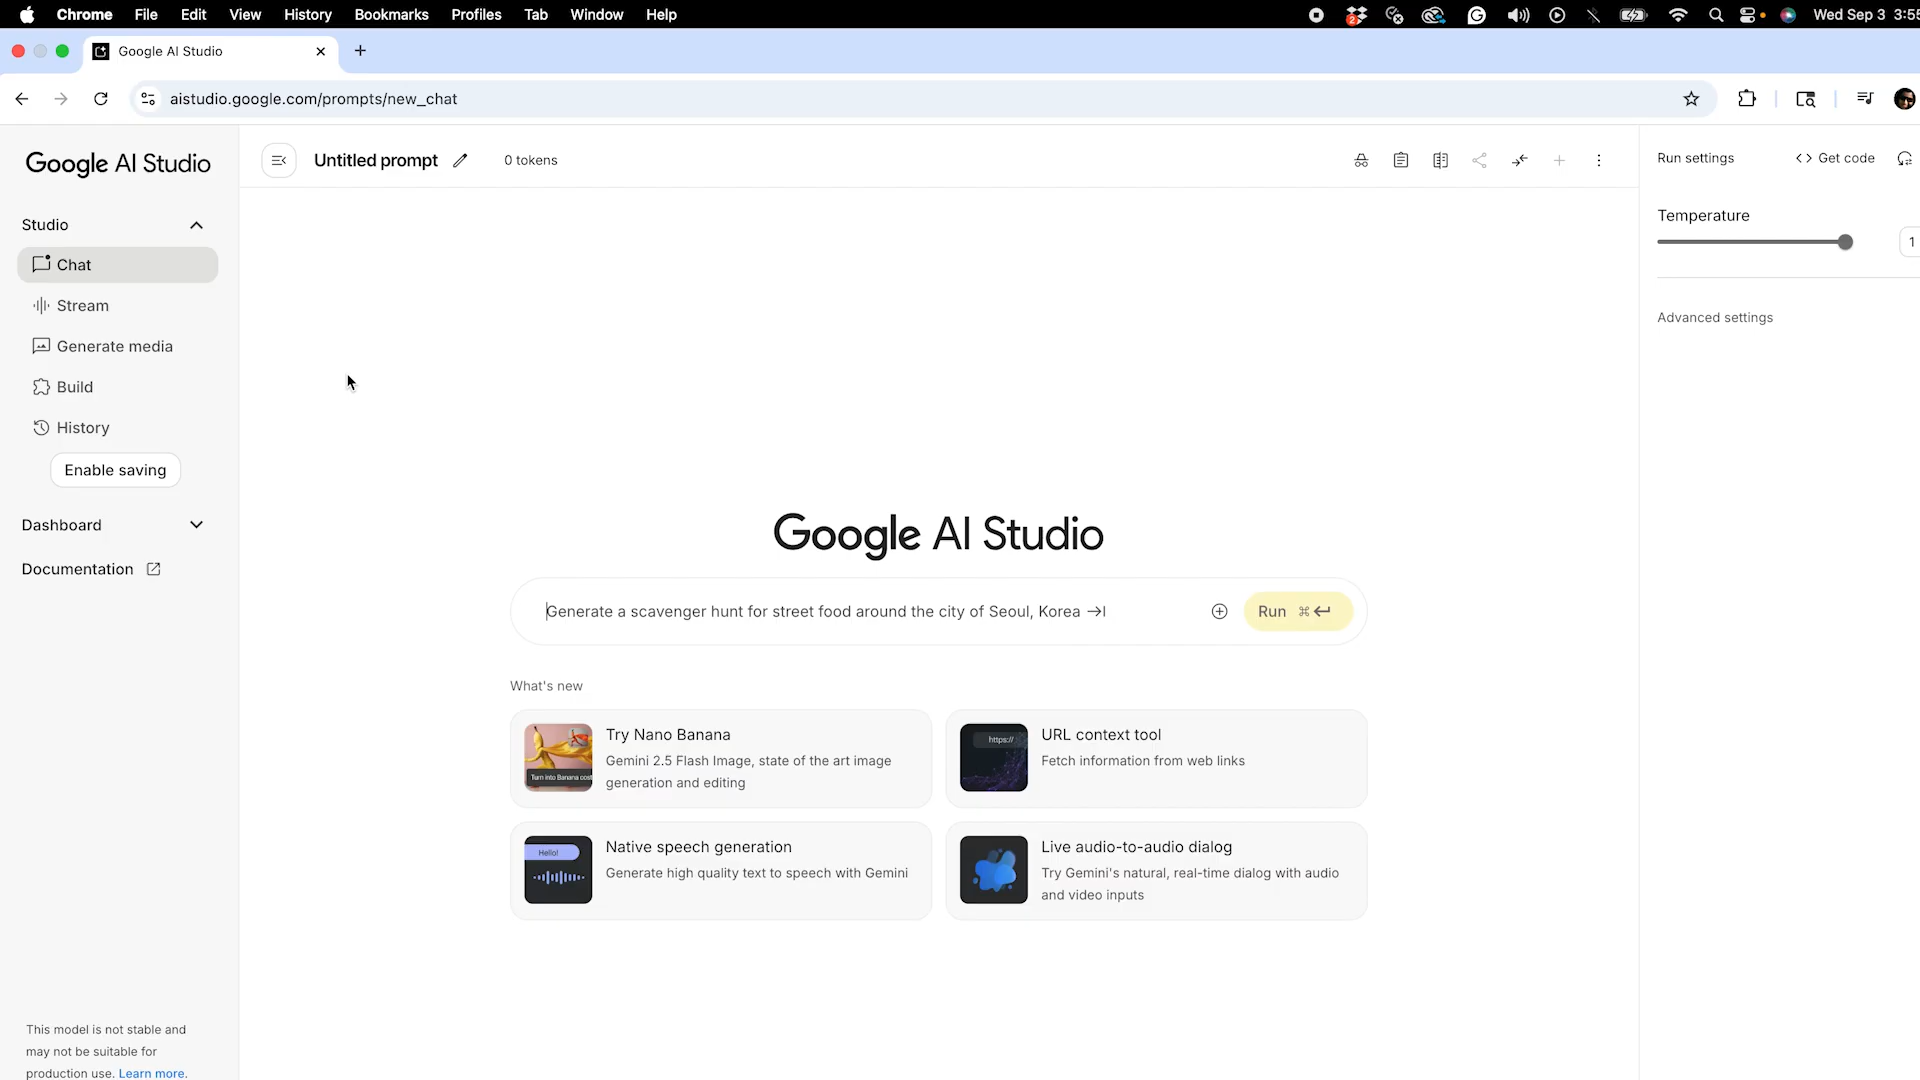 Chrome File Edit View History Bookmarks Profiles Tab Window Help
2
Wed Sep 3 3:55
Google AI Studio
aistudio.google.com/prompts/new_chat
Google AI Studio
Untitled prompt
0 tokens
Run settings
<> Get code
Studio
Chat
Stream
Generate media
Build
History
Enable saving
Dashboard
Documentation
Temperature
1
Advanced settings
Google AI Studio
Generate a scavenger hunt for street food around the city of Seoul, Korea
Run ⌘
What's new
Turn into Banana cost
Try Nano Banana
Gemini 2.5 Flash Image, state of the art image
generation and editing
https://
URL context tool
Fetch information from web links
Hello!
Native speech generation
Generate high quality text to speech with Gemini
Live audio-to-audio dialog
Try Gemini's natural, real-time dialog with audio
and video inputs
This model is not stable and
may not be suitable for
production use. Learn more.